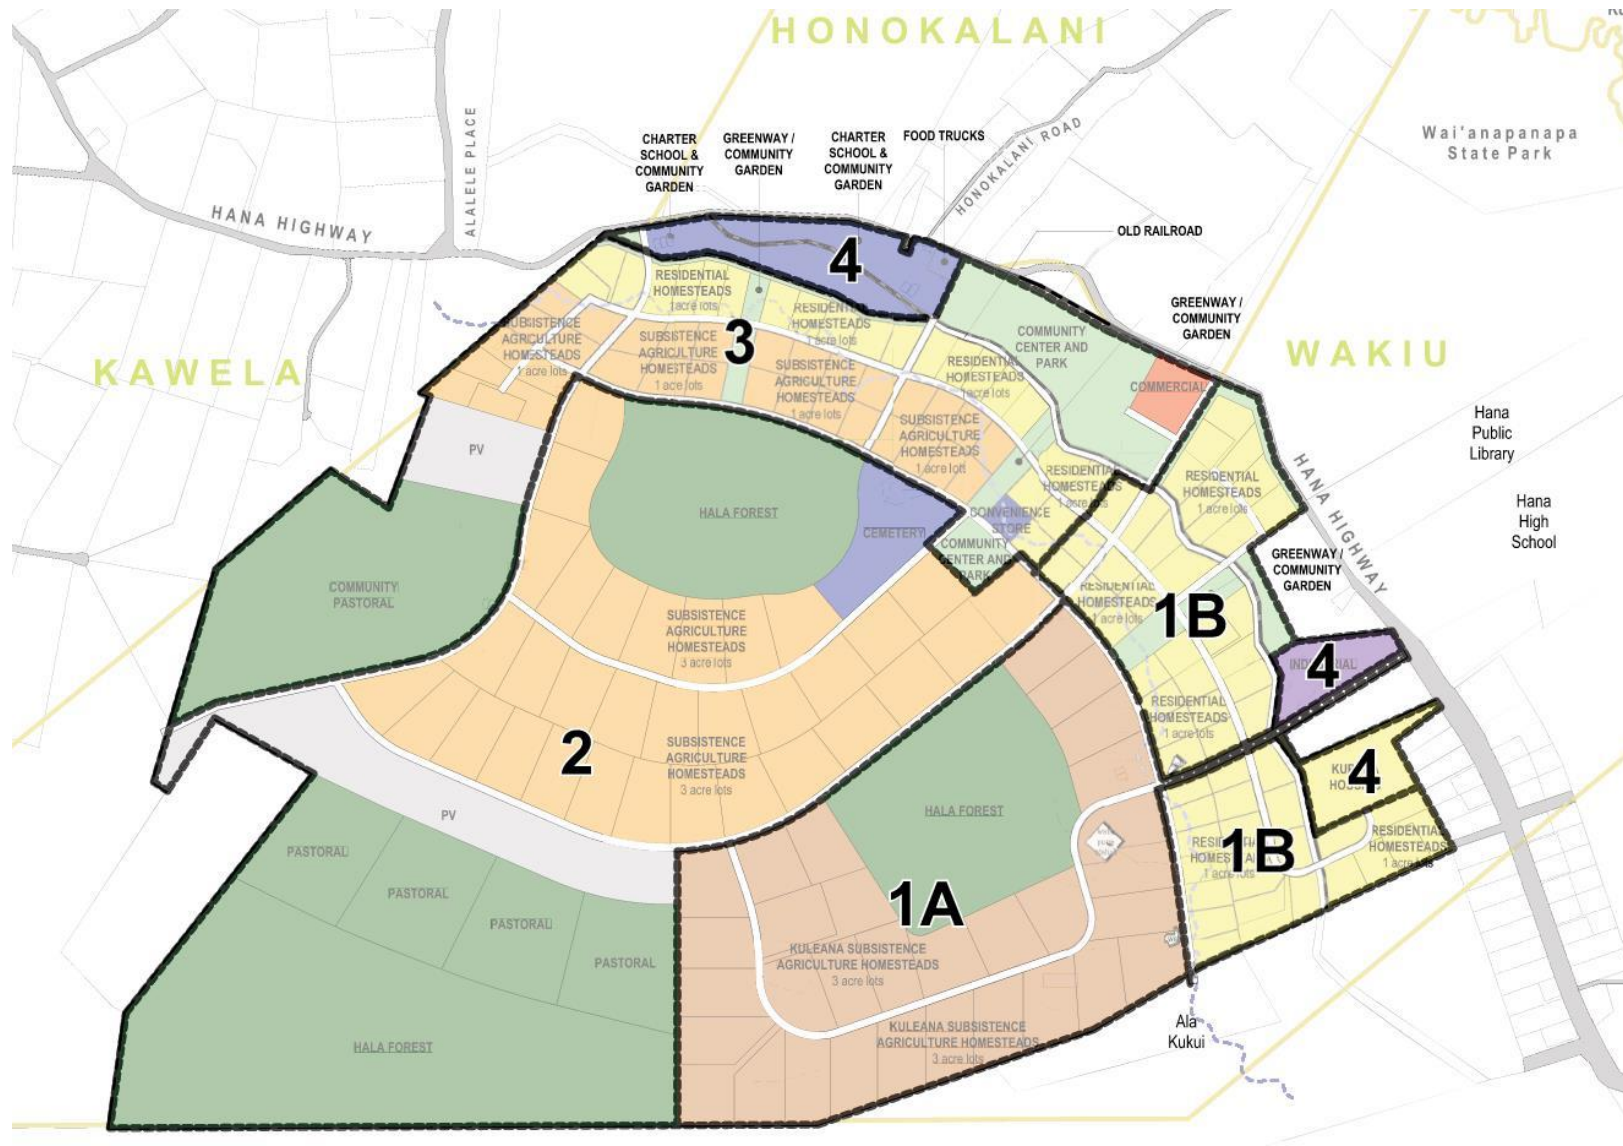 HONOKALANI
Wai'anapanapa
State Park
CHARTER
SCHOOL &
COMMUNITY
GARDEN
GREENWAY /
COMMUNITY
GARDEN
CHARTER
SCHOOL &
COMMUNITY
GARDEN
FOOD TRUCKS
HONOKALANI ROAD
ALALELE PLACE
HANA HIGHWAY
OLD RAILROAD
4
RESIDENTIAL
HOMESTEADS
1acre lots
RESIDENTIAL
HOMESTEADS
1 acre lots
GREENWAY /
COMMUNITY
GARDEN
COMMUNITY
CENTER AND
PARK
SUBSISTENCE
AGRICULTURE
HOMESTEADS
1 acre lots
SUBSISTENCE
AGRICULTURE
HOMESTEADS
1 acre lots
3
KAWELA
WAKIU
SUBSISTENCE
AGRICULTURE
HOMESTEADS
1 acre lots
RESIDENTIAL
HOMESTEADS
1acre lots
COMMERCIAL
SUBSISTENCE
AGRICULTURE
HOMESTEADS
1 acre lots
Hana
Public
Library
PV
RESIDENTIAL
HOMESTEADS
1 acre lots
RESIDENTIAL
HOMESTEADS
1 acre lots
HANA HIGHWAY
Hana
High
School
HALA FOREST
CEMETERY
CONVENIENCE
STORE
COMMUNITY
CENTER AND
PARK
GREENWAY /
COMMUNITY
GARDEN
COMMUNITY
PASTORAL
RESIDENTIAL
HOMESTEADS
1 acre lots
1B
SUBSISTENCE
AGRICULTURE
HOMESTEADS
3 acre lots
INDUSTRIAL
4
RESIDENTIAL
HOMESTEADS
1 acre lots
2
SUBSISTENCE
AGRICULTURE
HOMESTEADS
3 acre lots
4
PV
HALA FOREST
RESIDENTIAL
HOMESTEADS
1 acre lots
1B
RESIDENTIAL
HOMESTEADS
1 acre lots
PASTORAL
PASTORAL
PASTORAL
PASTORAL
1A
KULEANA SUBSISTENCE
AGRICULTURE HOMESTEADS
3 acre lots
KULEANA SUBSISTENCE
AGRICULTURE HOMESTEADS
3 acre lots
HALA FOREST
Ala
Kukui